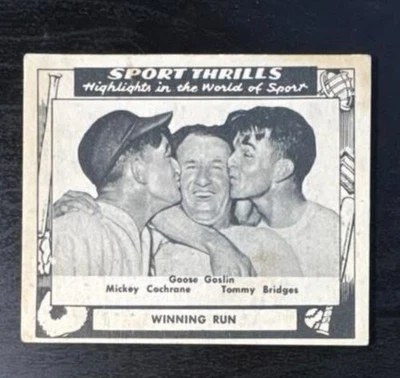 SPORT THRILLS
Highlights in the World of Sport
Goose Goslin
Mickey Cochrane Tommy Bridges
WINNING RUN